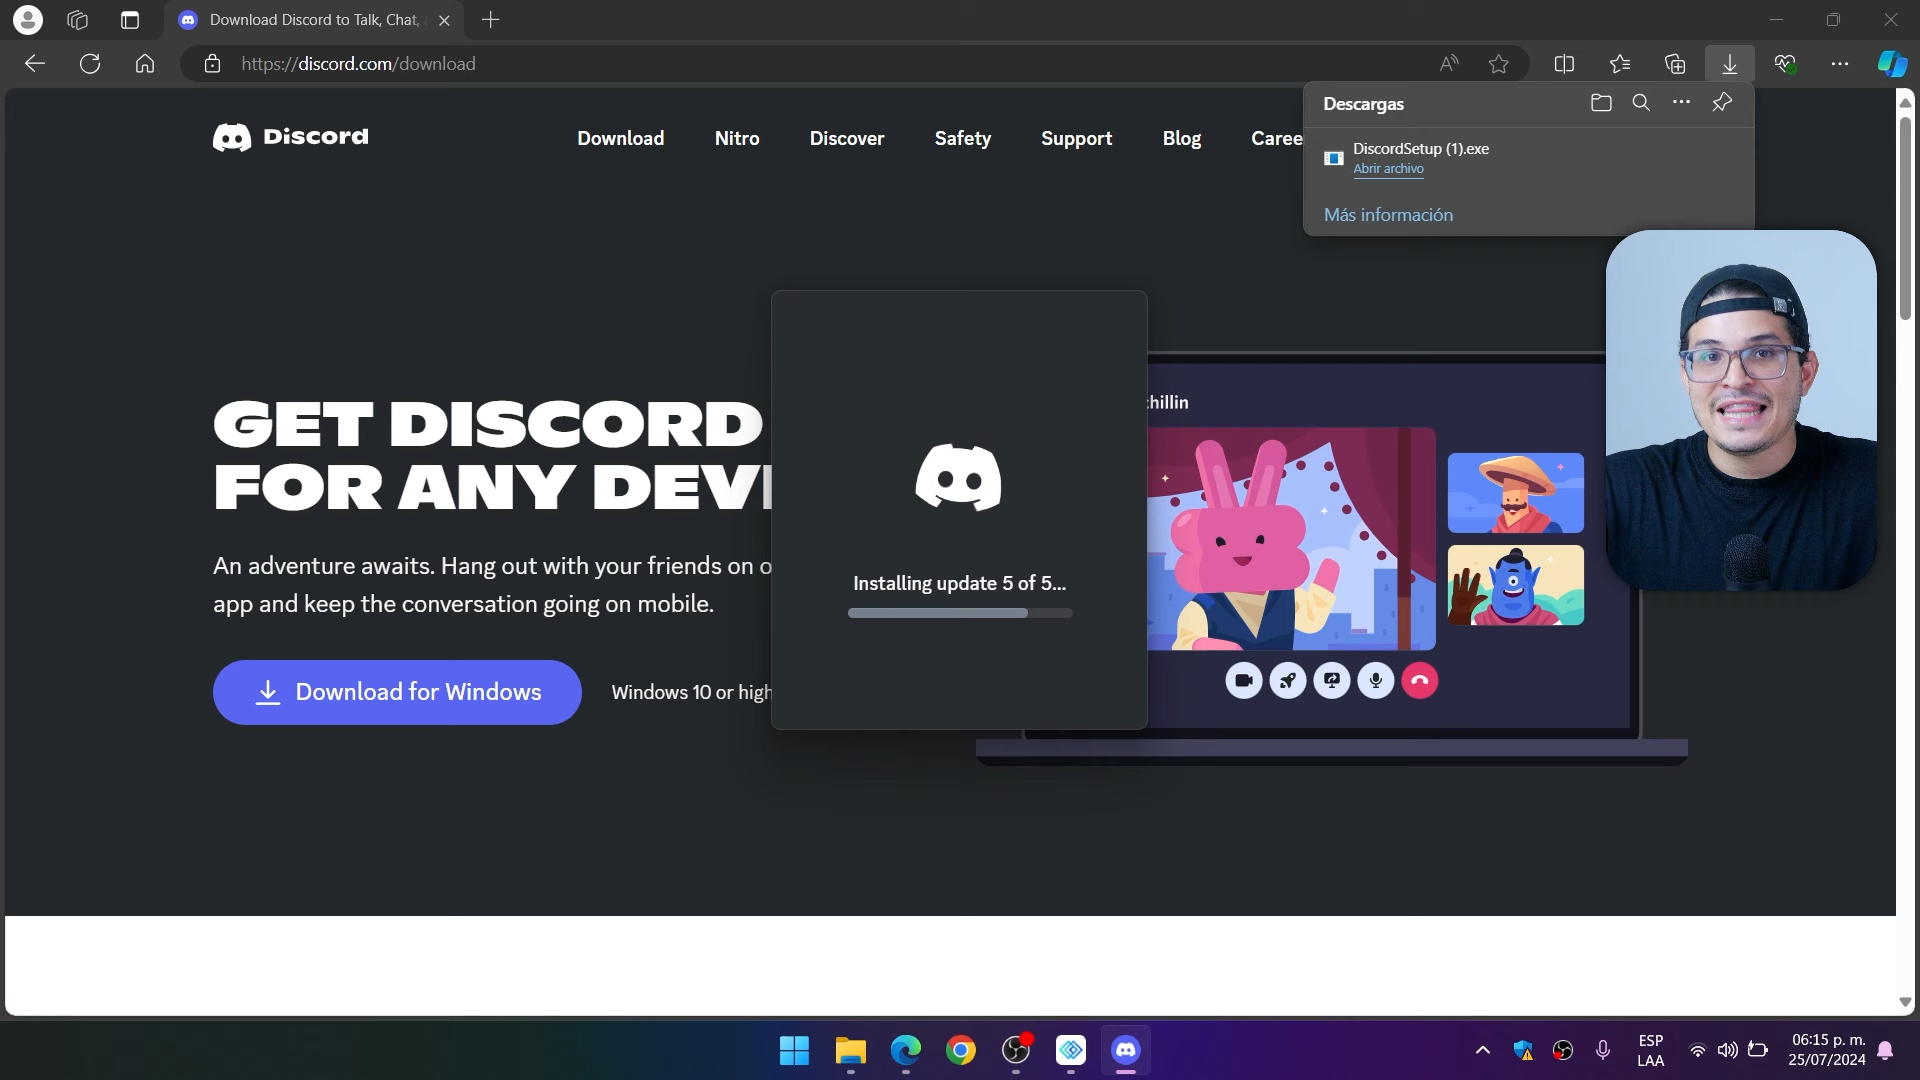 Download Discord to Talk, Chat,
https://discord.com/download
Descargas
DiscordSetup (1).exe
Abrir archivo
Más información
Discord
Download
Nitro
Discover
Safety
Support
Blog
Caree
GET DISCORD
FOR ANY DEVI
An adventure awaits. Hang out with your friends on o
app and keep the conversation going on mobile.
Download for Windows
Windows 10 or high
Installing update 5 of 5...
chillin
ESP
LAA
06:15 p. m.
25/07/2024